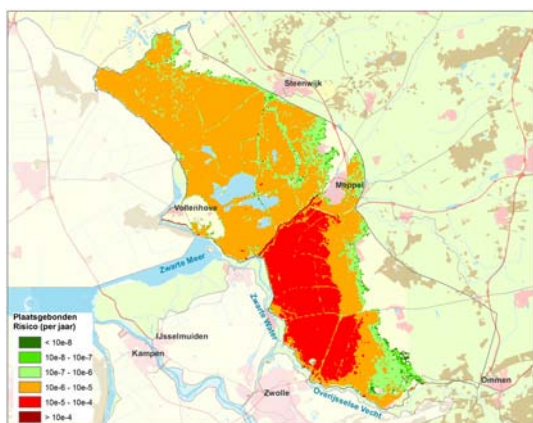 Steenwijk
Meppel
Vollenhove
Zwarte Meer
Zwarte Water
IJsselmuiden
Kampen
Zwolle
Overijsselse Vecht
Ommen
Plaatsgebonden
Risico (per jaar)
< 10e-8
10e-8 - 10e-7
10e-7 - 10e-6
10e-6 - 10e-5
10e-5 - 10e-4
> 10e-4